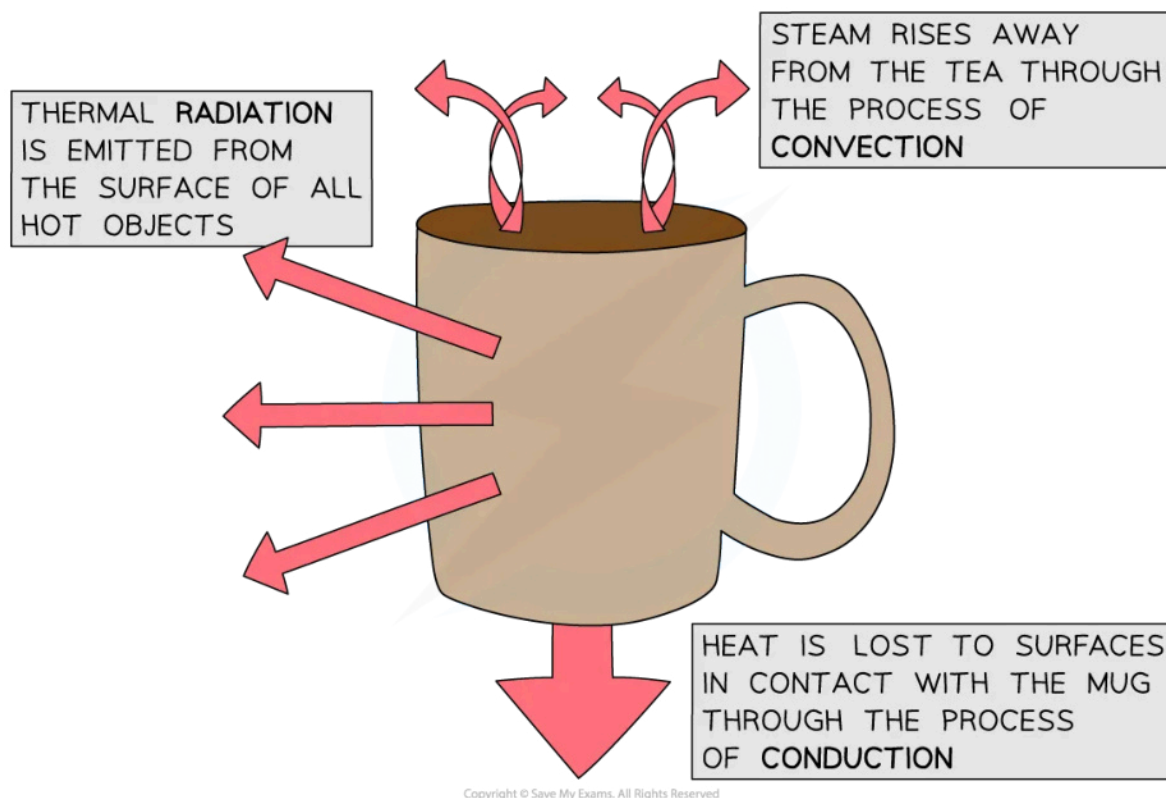 STEAM RISES AWAY
FROM THE TEA THROUGH
THE PROCESS OF
CONVECTION
THERMAL RADIATION
IS EMITTED FROM
THE SURFACE OF ALL
HOT OBJECTS
HEAT IS LOST TO SURFACES
IN CONTACT WITH THE MUG
THROUGH THE PROCESS
OF CONDUCTION
Copyright © Save My Exams. All Rights Reserved